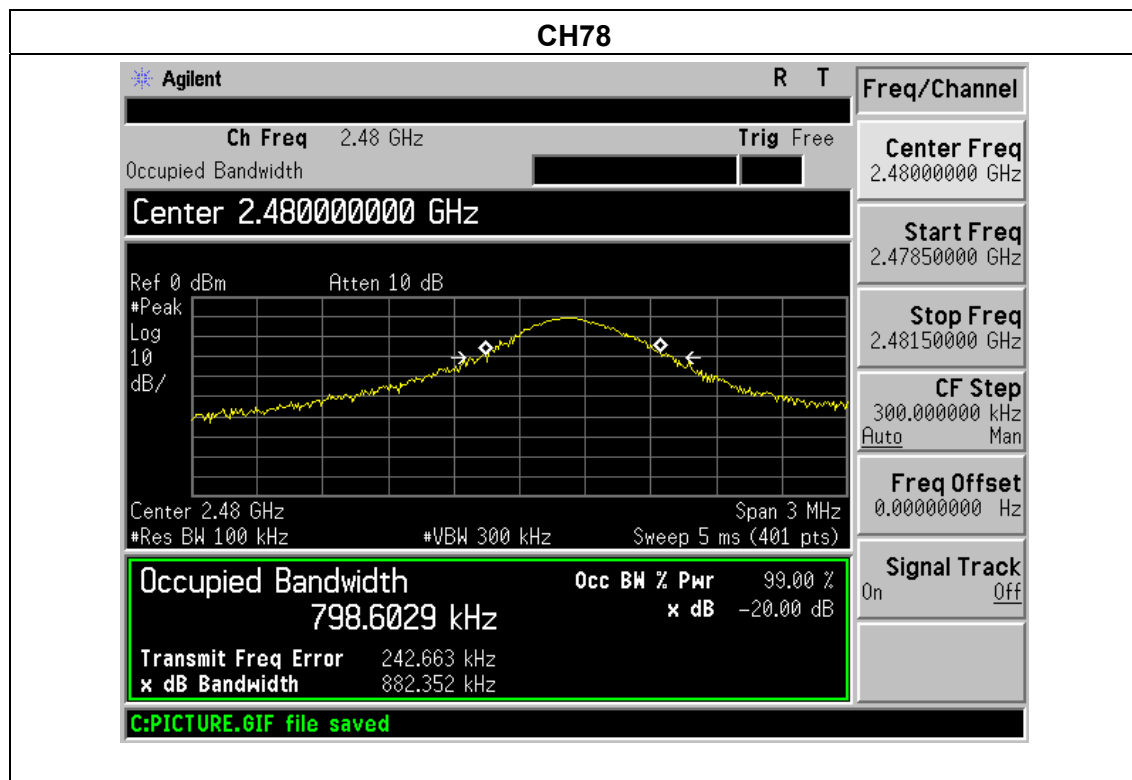 CH78
Agilent R T
Ch Freq 2.48 GHz Trig Free
Occupied Bandwidth
Center 2.480000000 GHz
Ref 0 dBm Atten 10 dB
#Peak
Log
10
dB/
Center 2.48 GHz Span 3 MHz
#Res BW 100 kHz #VBW 300 kHz Sweep 5 ms (401 pts)
Occupied Bandwidth Occ BW % Pwr 99.00 %
798.6029 kHz x dB -20.00 dB
Transmit Freq Error 242.663 kHz
x dB Bandwidth 882.352 kHz
C:PICTURE.GIF file saved
Freq/Channel
Center Freq
2.48000000 GHz
Start Freq
2.47850000 GHz
Stop Freq
2.48150000 GHz
CF Step
300.000000 kHz
Auto Man
Freq Offset
0.00000000 Hz
Signal Track
On Off